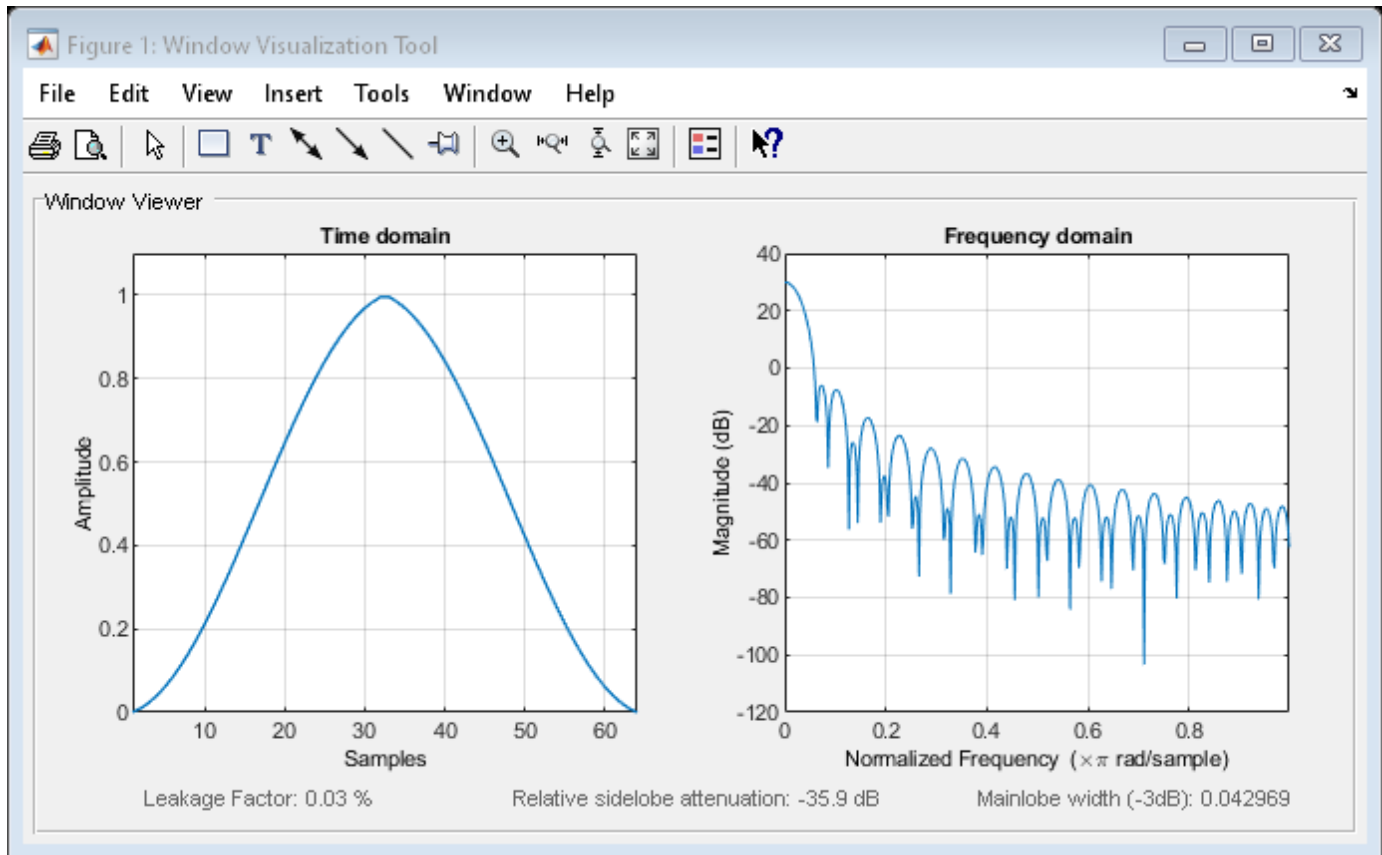 Figure 1: Window Visualization Tool
File Edit View Insert Tools Window Help
T
?
Window Viewer
Time domain
1
0.8
0.6
0.4
0.2
0
Amplitude
10 20 30 40 50 60
Samples
Frequency domain
40
20
0
-20
-40
-60
-80
-100
-120
Magnitude (dB)
0 0.2 0.4 0.6 0.8
Normalized Frequency (×π rad/sample)
Leakage Factor: 0.03 % Relative sidelobe attenuation: -35.9 dB Mainlobe width (-3dB): 0.042969